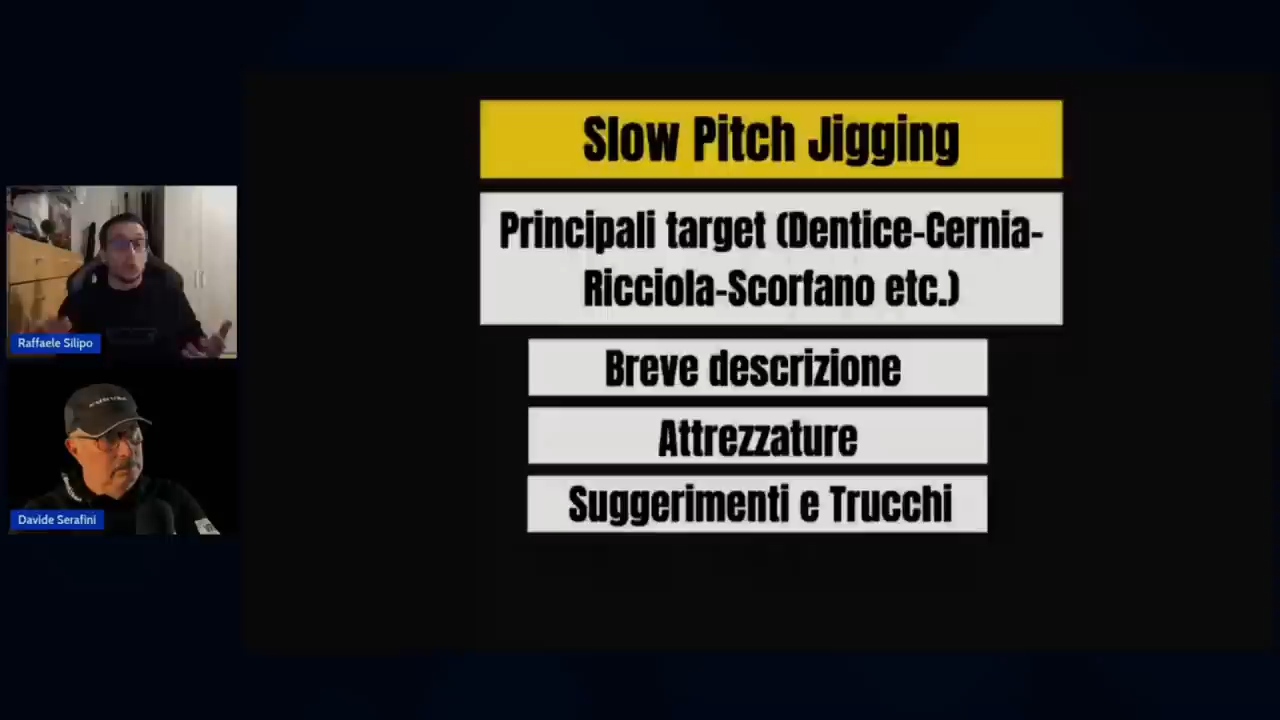 Slow Pitch Jigging
Principali target (Dentice-Cernia-
Ricciola-Scorfano etc.)
Breve descrizione
Attrezzature
Suggerimenti e Trucchi
Raffaele Silipo
Davide Serafini